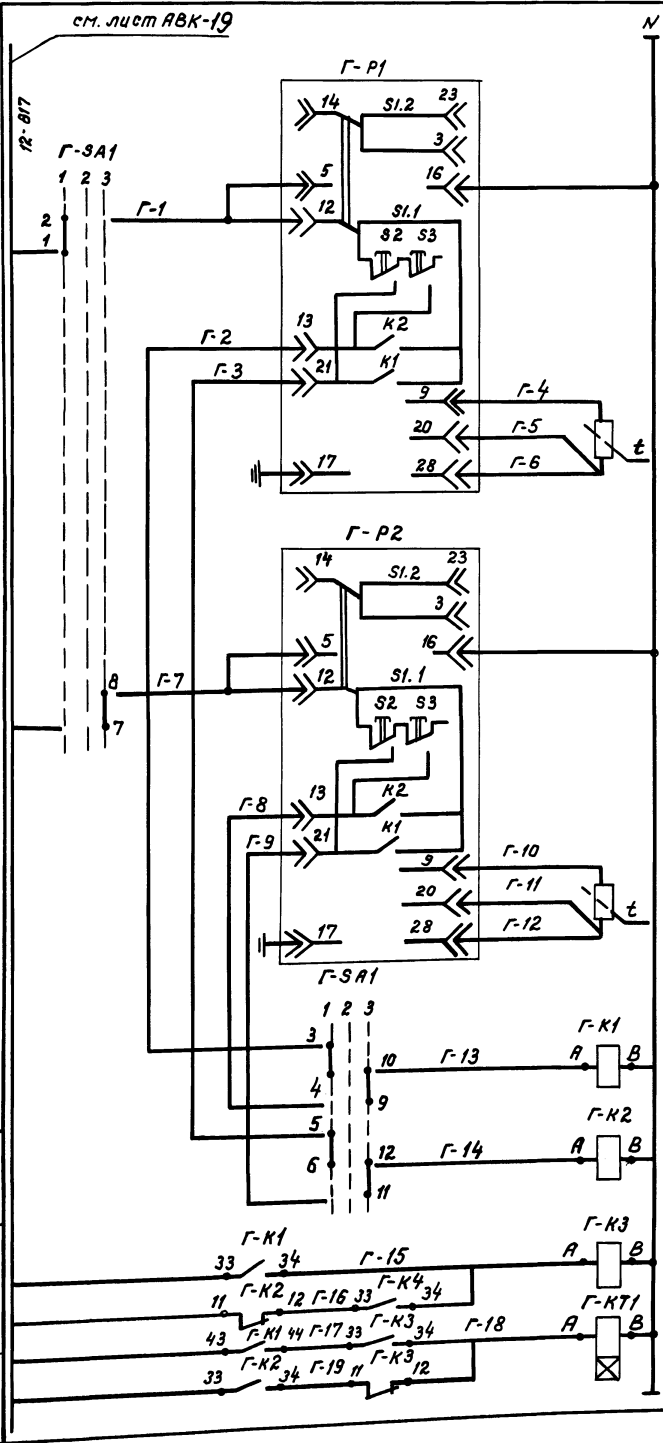 см. лист АВК-19
N
12-В17
Г-SA1
1 2 3
2
1
Г-1
Г-Р1
14
S1.2
23
3
5
16
12
S1.1
S2 S3
Г-2
13
К2
Г-3
21
К1
9
Г-4
20
Г-5
t
17
28
Г-6
Г-Р2
14
S1.2
23
3
5
16
8
Г-7
12
7
S1.1
S2 S3
Г-8
13
К2
Г-9
21
К1
9
Г-10
20
Г-11
t
17
28
Г-12
Г-SA1
1 2 3
3
10
Г-13
А
Г-К1
В
4
9
5
Г-К2
6
12
Г-14
А
В
11
Г-К1
Г-К3
33
34
Г-15
А
В
Г-К2
Г-К4
11
12
Г-16
33
34
Г-КТ1
43
Г-К1
44
Г-17
33
Г-К3
34
Г-18
А
В
Г-К2
Г-К3
33
34
Г-19
11
12